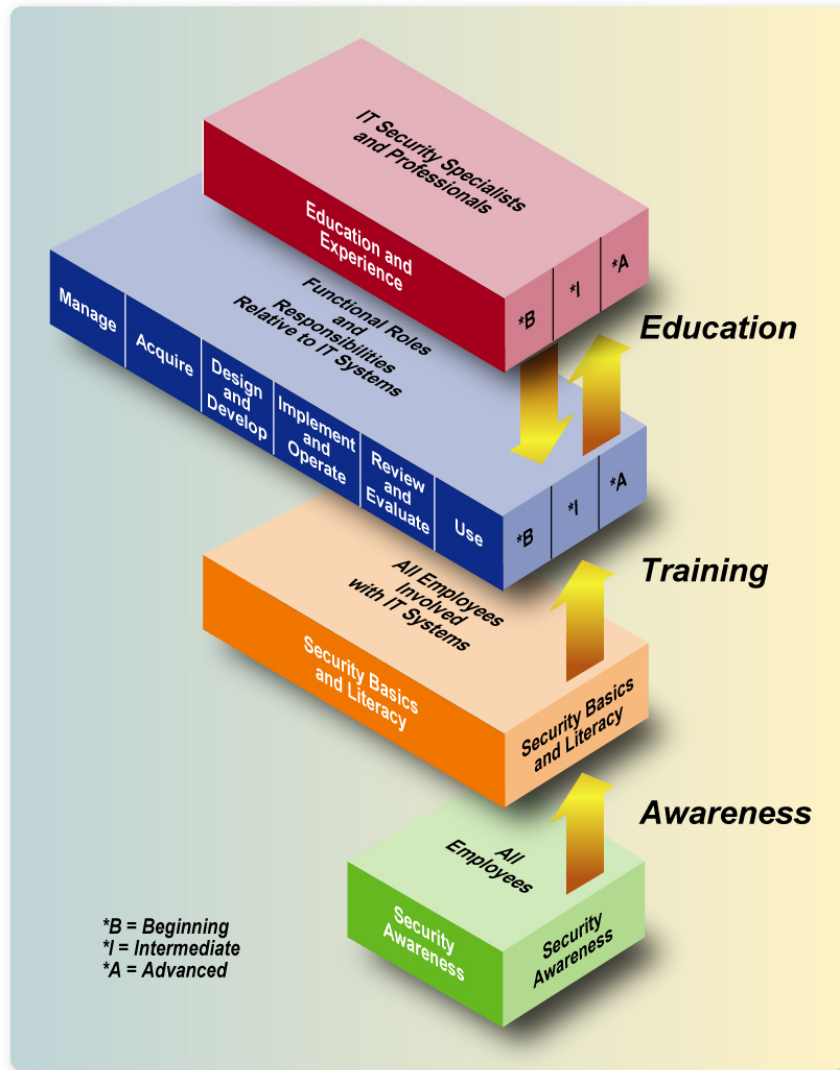 IT Security Specialists
and Professionals
Education and
Experience
*B
*I
*A
Education
Functional Roles
and
Responsibilities
Relative to IT Systems
Manage
Acquire
Design
and
Develop
Implement
and
Operate
Review
and
Evaluate
Use
*B
*I
*A
Training
All Employees
Involved
with IT Systems
Security Basics
and Literacy
Security Basics
and Literacy
Awareness
All
Employees
Security
Awareness
Security
Awareness
*B = Beginning
*I = Intermediate
*A = Advanced